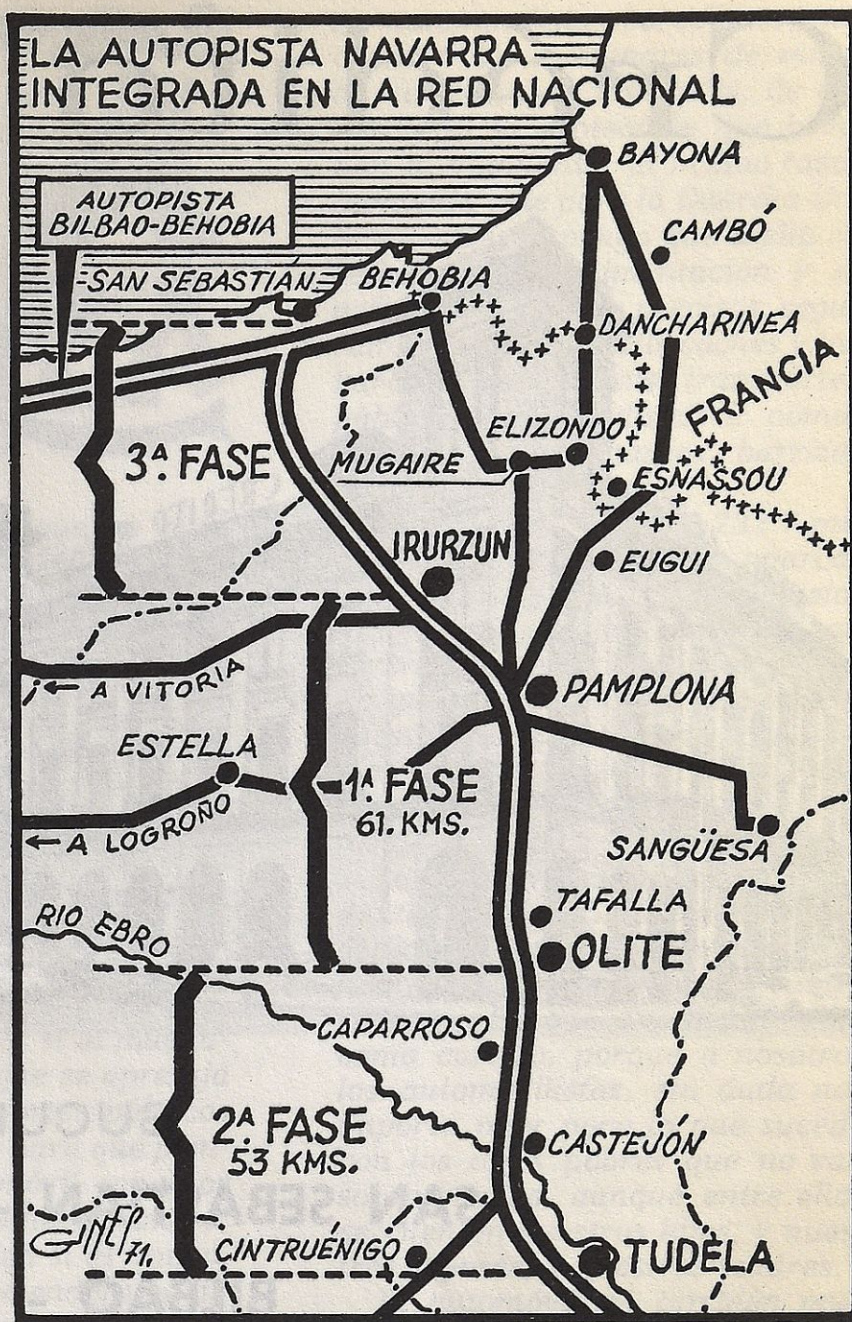 LA AUTOPISTA NAVARRA
INTEGRADA EN LA RED NACIONAL
BAYONA
AUTOPISTA
BILBAO-BEHOBIA
CAMBÓ
SAN SEBASTIAN
BEHOBIA
DANCHARINEA
FRANCIA
ELIZONDO
3ª. FASE
MUGAIRE
ESNASSOU
IRURZUN
EUGUI
A VITORIA
PAMPLONA
ESTELLA
1ª. FASE
61. KMS.
A LOGROÑO
SANGÜESA
TAFALLA
RIO EBRO
OLITE
CAPARROSO
2ª. FASE
53 KMS.
CASTEJÓN
GINÉS 71.
CINTRUÉNIGO
TUDELA